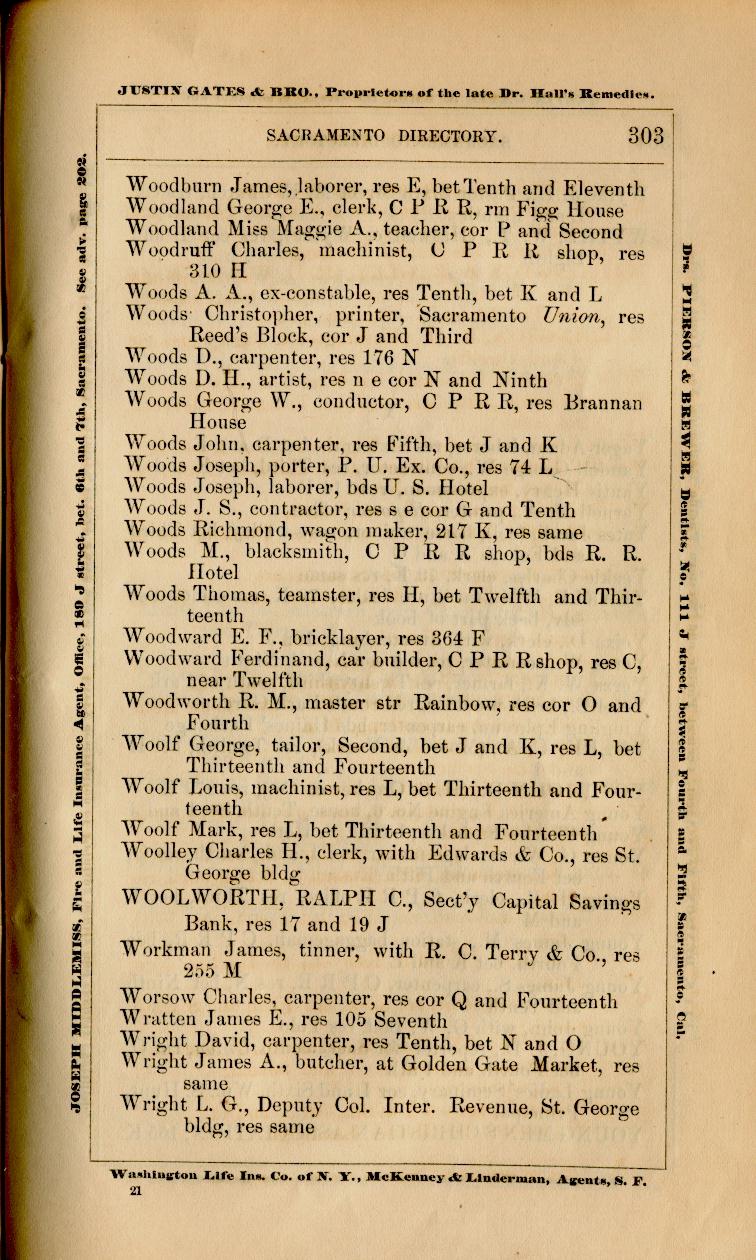 JUSTIN GATES & BRO., Proprietors of the late Dr. Hall's Remedies.
SACRAMENTO DIRECTORY. 303
Woodburn James, laborer, res E, bet Tenth and Eleventh
Woodland George E., clerk, C P R R, rm Figg House
Woodland Miss Maggie A., teacher, cor P and Second
Woodruff Charles, machinist, C P R R shop, res
310 H
Woods A. A., ex-constable, res Tenth, bet K and L
Woods Christopher, printer, Sacramento Union, res
Reed's Block, cor J and Third
Woods D., carpenter, res 176 N
Woods D. H., artist, res n e cor N and Ninth
Woods George W., conductor, C P R R, res Brannan
House
Woods John, carpenter, res Fifth, bet J and K
Woods Joseph, porter, P. U. Ex. Co., res 74 L
Woods Joseph, laborer, bds U. S. Hotel
Woods J. S., contractor, res s e cor G and Tenth
Woods Richmond, wagon maker, 217 K, res same
Woods M., blacksmith, C P R R shop, bds R. R.
Hotel
Woods Thomas, teamster, res H, bet Twelfth and Thir-
teenth
Woodward E. F., bricklayer, res 364 F
Woodward Ferdinand, car builder, C P R R shop, res C,
near Twelfth
Woodworth R. M., master str Rainbow, res cor O and
Fourth
Woolf George, tailor, Second, bet J and K, res L, bet
Thirteenth and Fourteenth
Woolf Louis, machinist, res L, bet Thirteenth and Four-
teenth
Woolf Mark, res L, bet Thirteenth and Fourteenth
Woolley Charles H., clerk, with Edwards & Co., res St.
George bldg
WOOLWORTH, RALPH C., Sect'y Capital Savings
Bank, res 17 and 19 J
Workman James, tinner, with R. C. Terry & Co., res
255 M
Worsow Charles, carpenter, res cor Q and Fourteenth
Wratten James E., res 105 Seventh
Wright David, carpenter, res Tenth, bet N and O
Wright James A., butcher, at Golden Gate Market, res
same
Wright L. G., Deputy Col. Inter. Revenue, St. George
bldg, res same
Washington Life Ins. Co. of N. Y., McKenney & Linderman, Agents, S. F.
21
JOSEPH MIDDLEMISS, Fire and Life Insurance Agent, Office, 189 J street, bet. 6th and 7th, Sacramento. See adv. page 202.
Drs. PIERSON & BREWER, Dentists, No. 111 J street, between Fourth and Fifth, Sacramento, Cal.